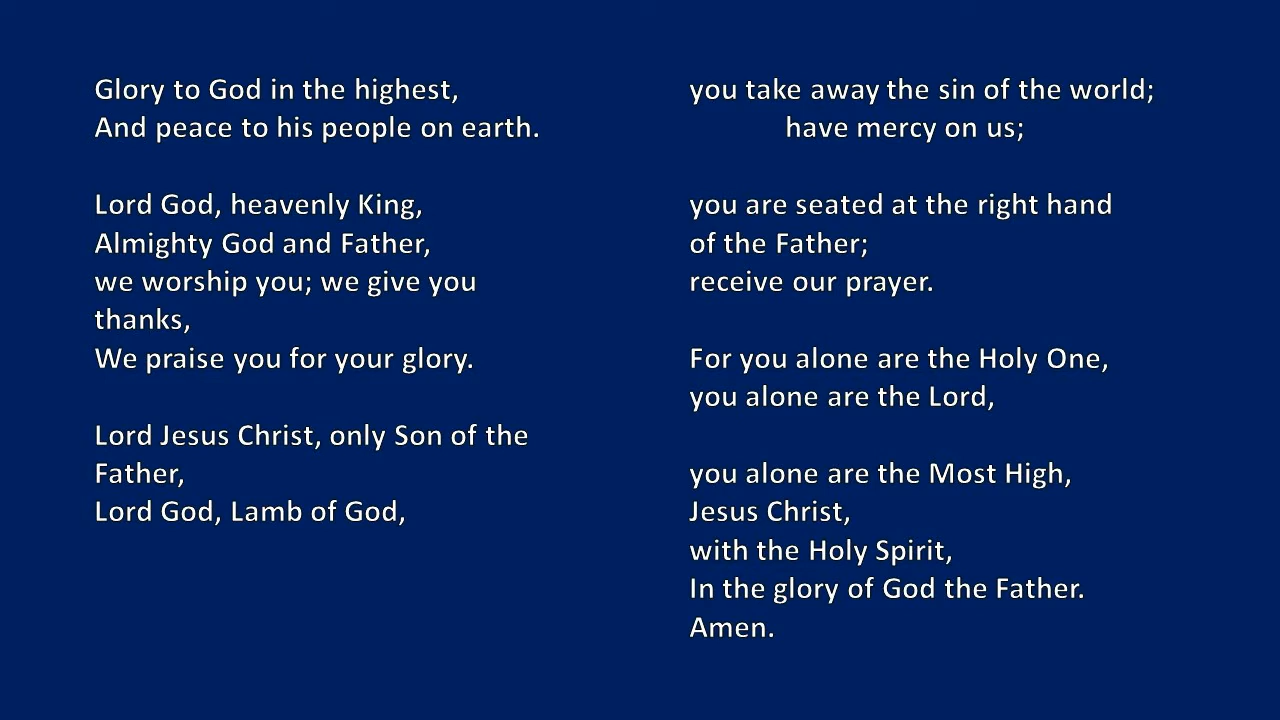 Glory to God in the highest,
And peace to his people on earth.
Lord God, heavenly King,
Almighty God and Father,
we worship you; we give you
thanks,
We praise you for your glory.
Lord Jesus Christ, only Son of the
Father,
Lord God, Lamb of God,
you take away the sin of the world;
have mercy on us;
you are seated at the right hand
of the Father;
receive our prayer.
For you alone are the Holy One,
you alone are the Lord,
you alone are the Most High,
Jesus Christ,
with the Holy Spirit,
In the glory of God the Father.
Amen.